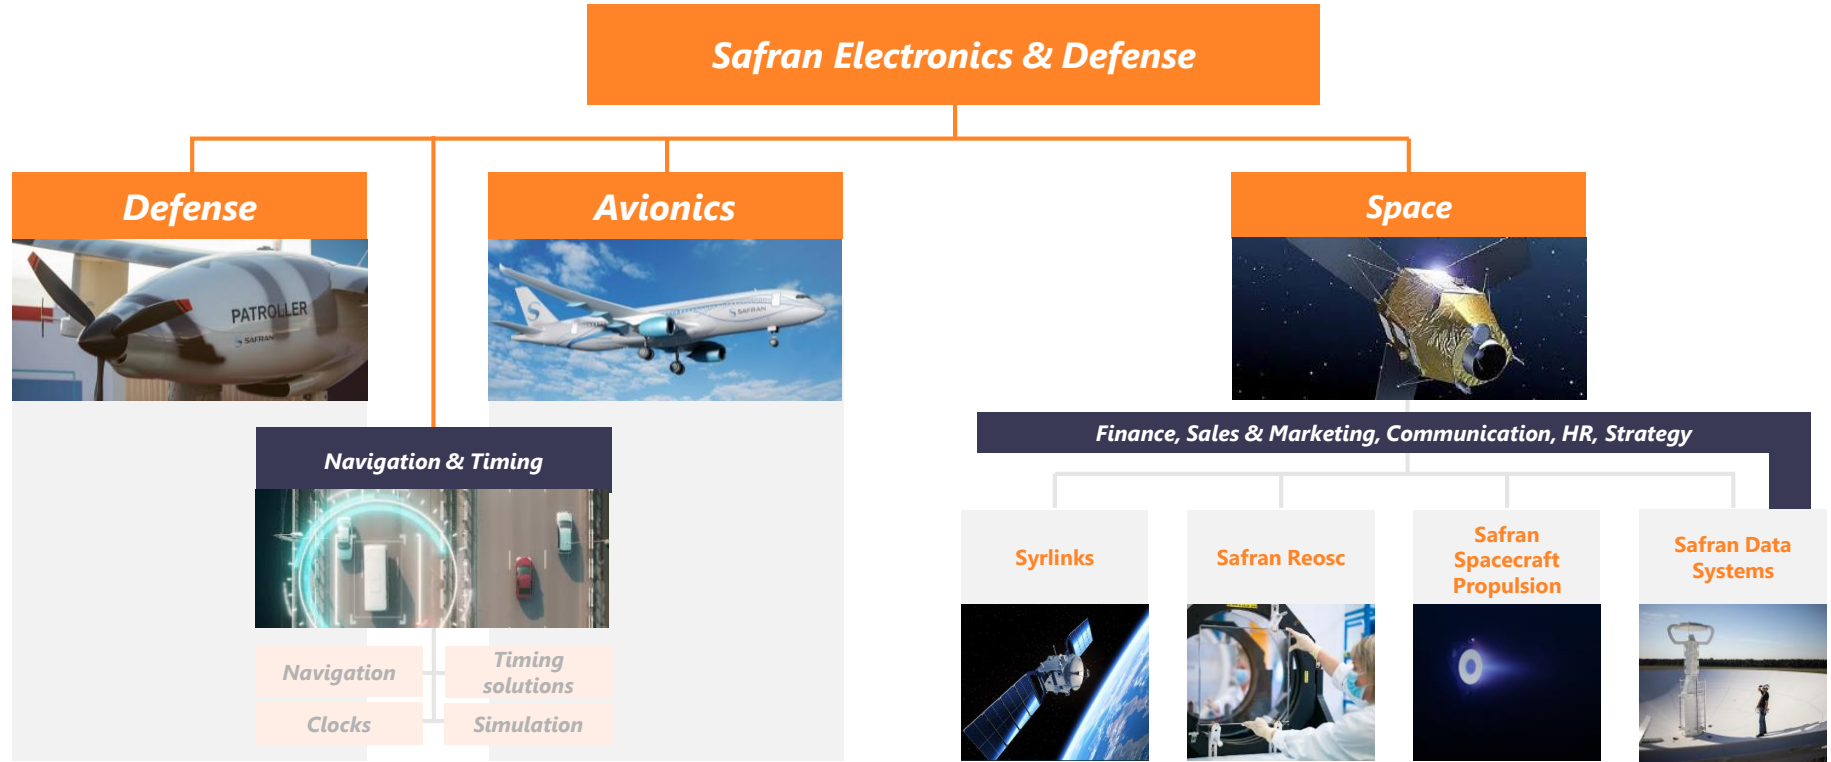 Safran Electronics & Defense
Defense
Avionics
Space
PATROLLER
SAFRAN
SAFRAN
Finance, Sales & Marketing, Communication, HR, Strategy
Navigation & Timing
Syrlinks
Safran Reosc
Safran
Spacecraft
Propulsion
Safran Data
Systems
Navigation
Timing
solutions
Clocks
Simulation